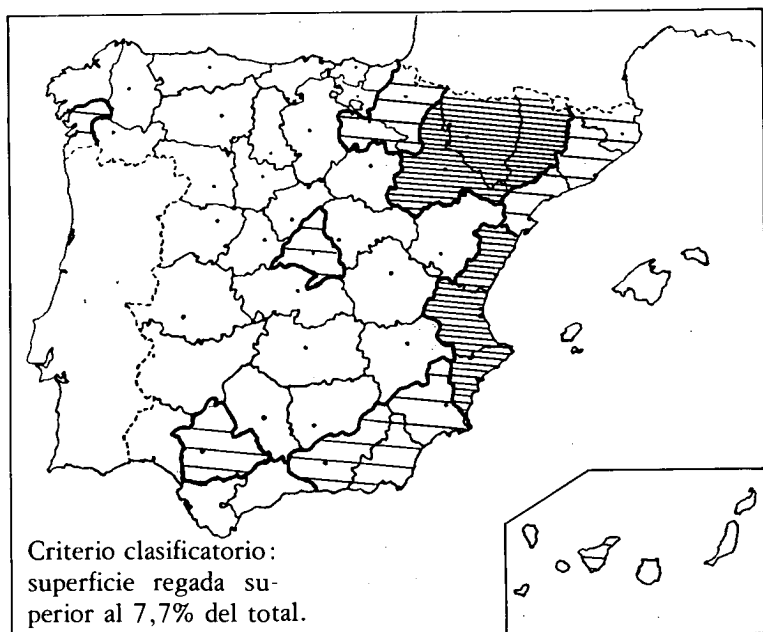 Criterio clasificatorio:
superficie regada su-
perior al 7,7% del total.